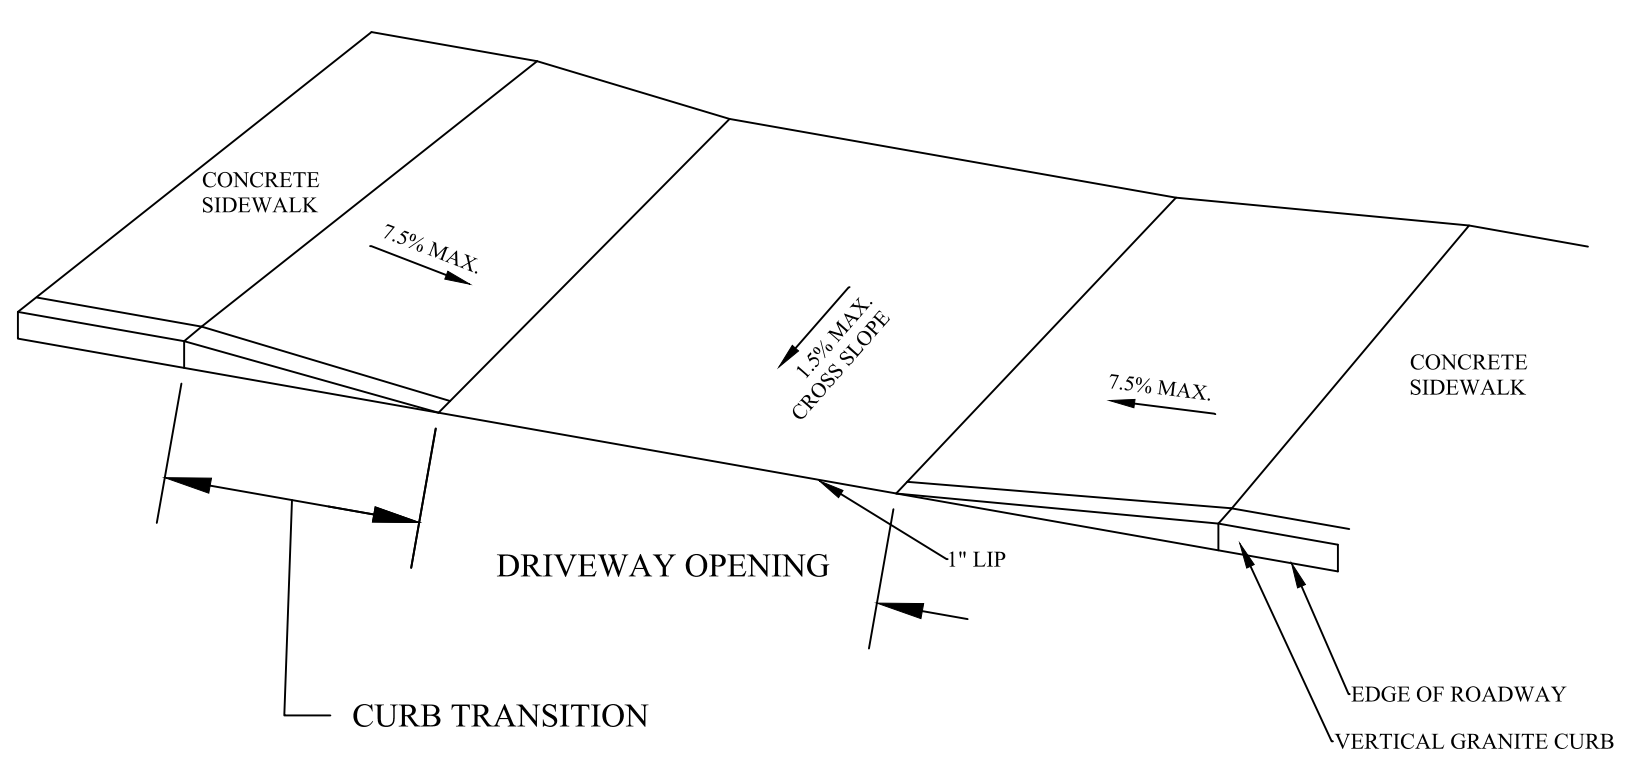 CONCRETE
SIDEWALK
7.5% MAX.
1.5% MAX.
CROSS SLOPE
7.5% MAX.
CONCRETE
SIDEWALK
DRIVEWAY OPENING
1" LIP
CURB TRANSITION
EDGE OF ROADWAY
VERTICAL GRANITE CURB